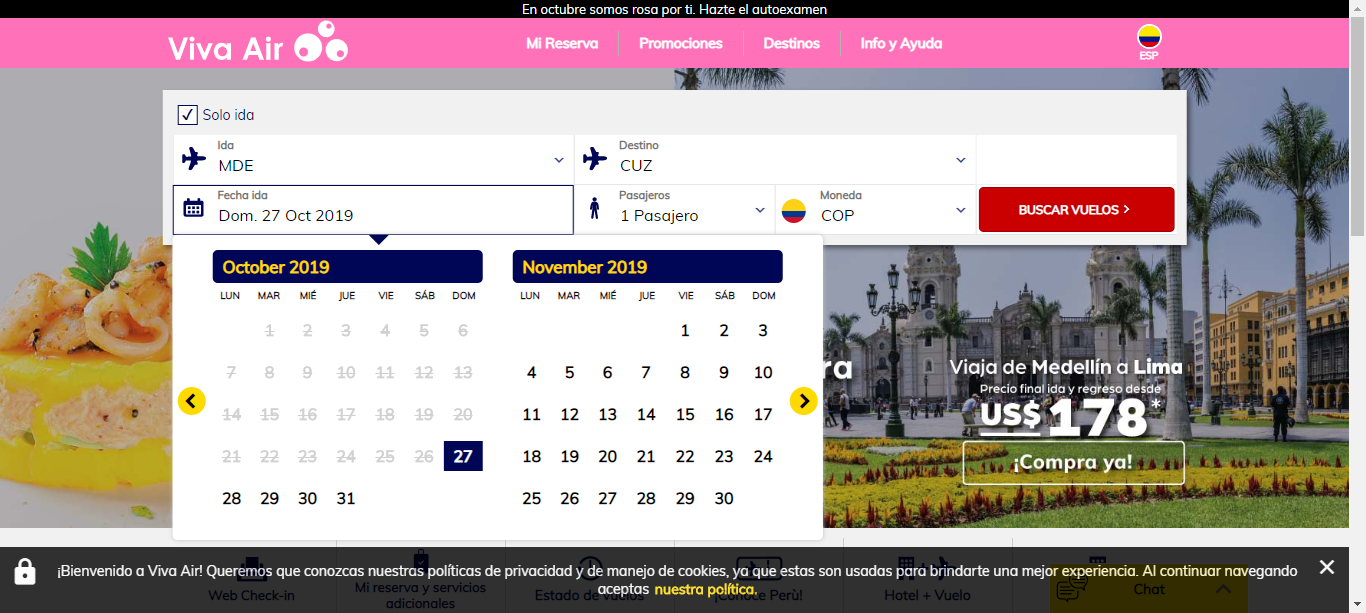 En octubre somos rosa por ti. Hazte el autoexamen
Viva Air
Mi Reserva
Promociones
Destinos
Info y Ayuda
ESP
Solo ida
Ida
MDE
Destino
CUZ
Fecha ida
Dom. 27 Oct 2019
Pasajeros
1 Pasajero
Moneda
COP
BUSCAR VUELOS >
October 2019
LUN MAR MIÉ JUE VIE SÁB DOM
1 2 3 4 5 6
7 8 9 10 11 12 13
14 15 16 17 18 19 20
21 22 23 24 25 26 27
28 29 30 31
November 2019
LUN MAR MIÉ JUE VIE SÁB DOM
1 2 3
4 5 6 7 8 9 10
11 12 13 14 15 16 17
18 19 20 21 22 23 24
25 26 27 28 29 30
ra
Viaja de Medellín a Lima
Precio final ida y regreso desde
US$ 178*
¡Compra ya!
¡Bienvenido a Viva Air! Queremos que conozcas nuestras políticas de privacidad y de manejo de cookies, ya que estas son usadas para brindarte una mejor experiencia. Al continuar navegando
aceptas nuestra política.
Web Check-in
Mi reserva y servicios
adicionales
Estado de vuelos
¡Conoce Perù!
Hotel + Vuelo
Chat